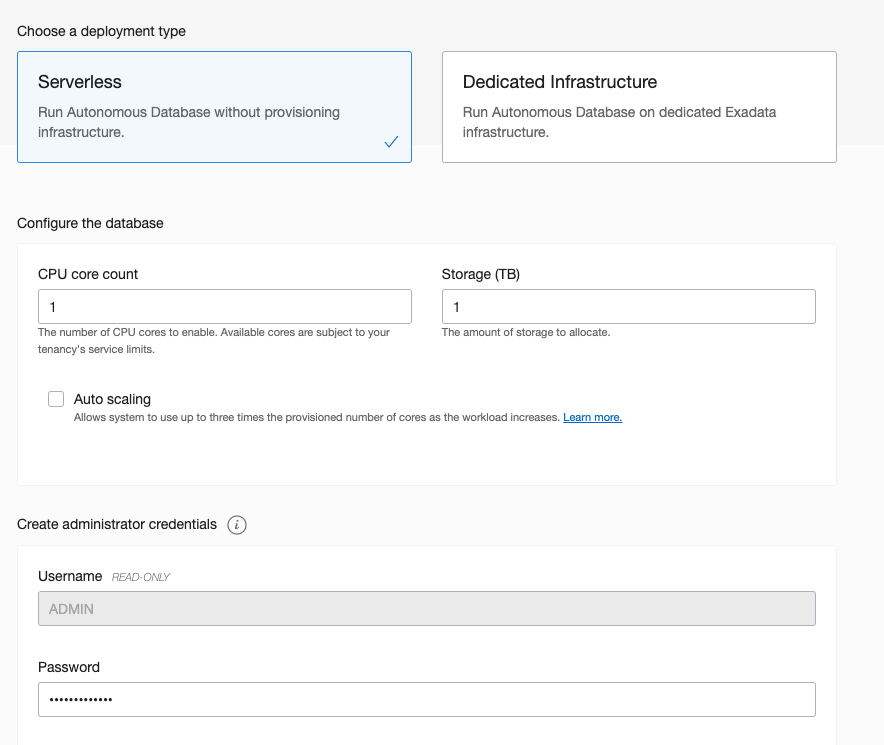 Choose a deployment type
Serverless
Run Autonomous Database without provisioning
infrastructure.
Dedicated Infrastructure
Run Autonomous Database on dedicated Exadata
infrastructure.
Configure the database
CPU core count
1
The number of CPU cores to enable. Available cores are subject to your
tenancy's service limits.
Storage (TB)
1
The amount of storage to allocate.
Auto scaling
Allows system to use up to three times the provisioned number of cores as the workload increases. Learn more.
Create administrator credentials i
Username READ-ONLY
ADMIN
Password
•••••••••••••